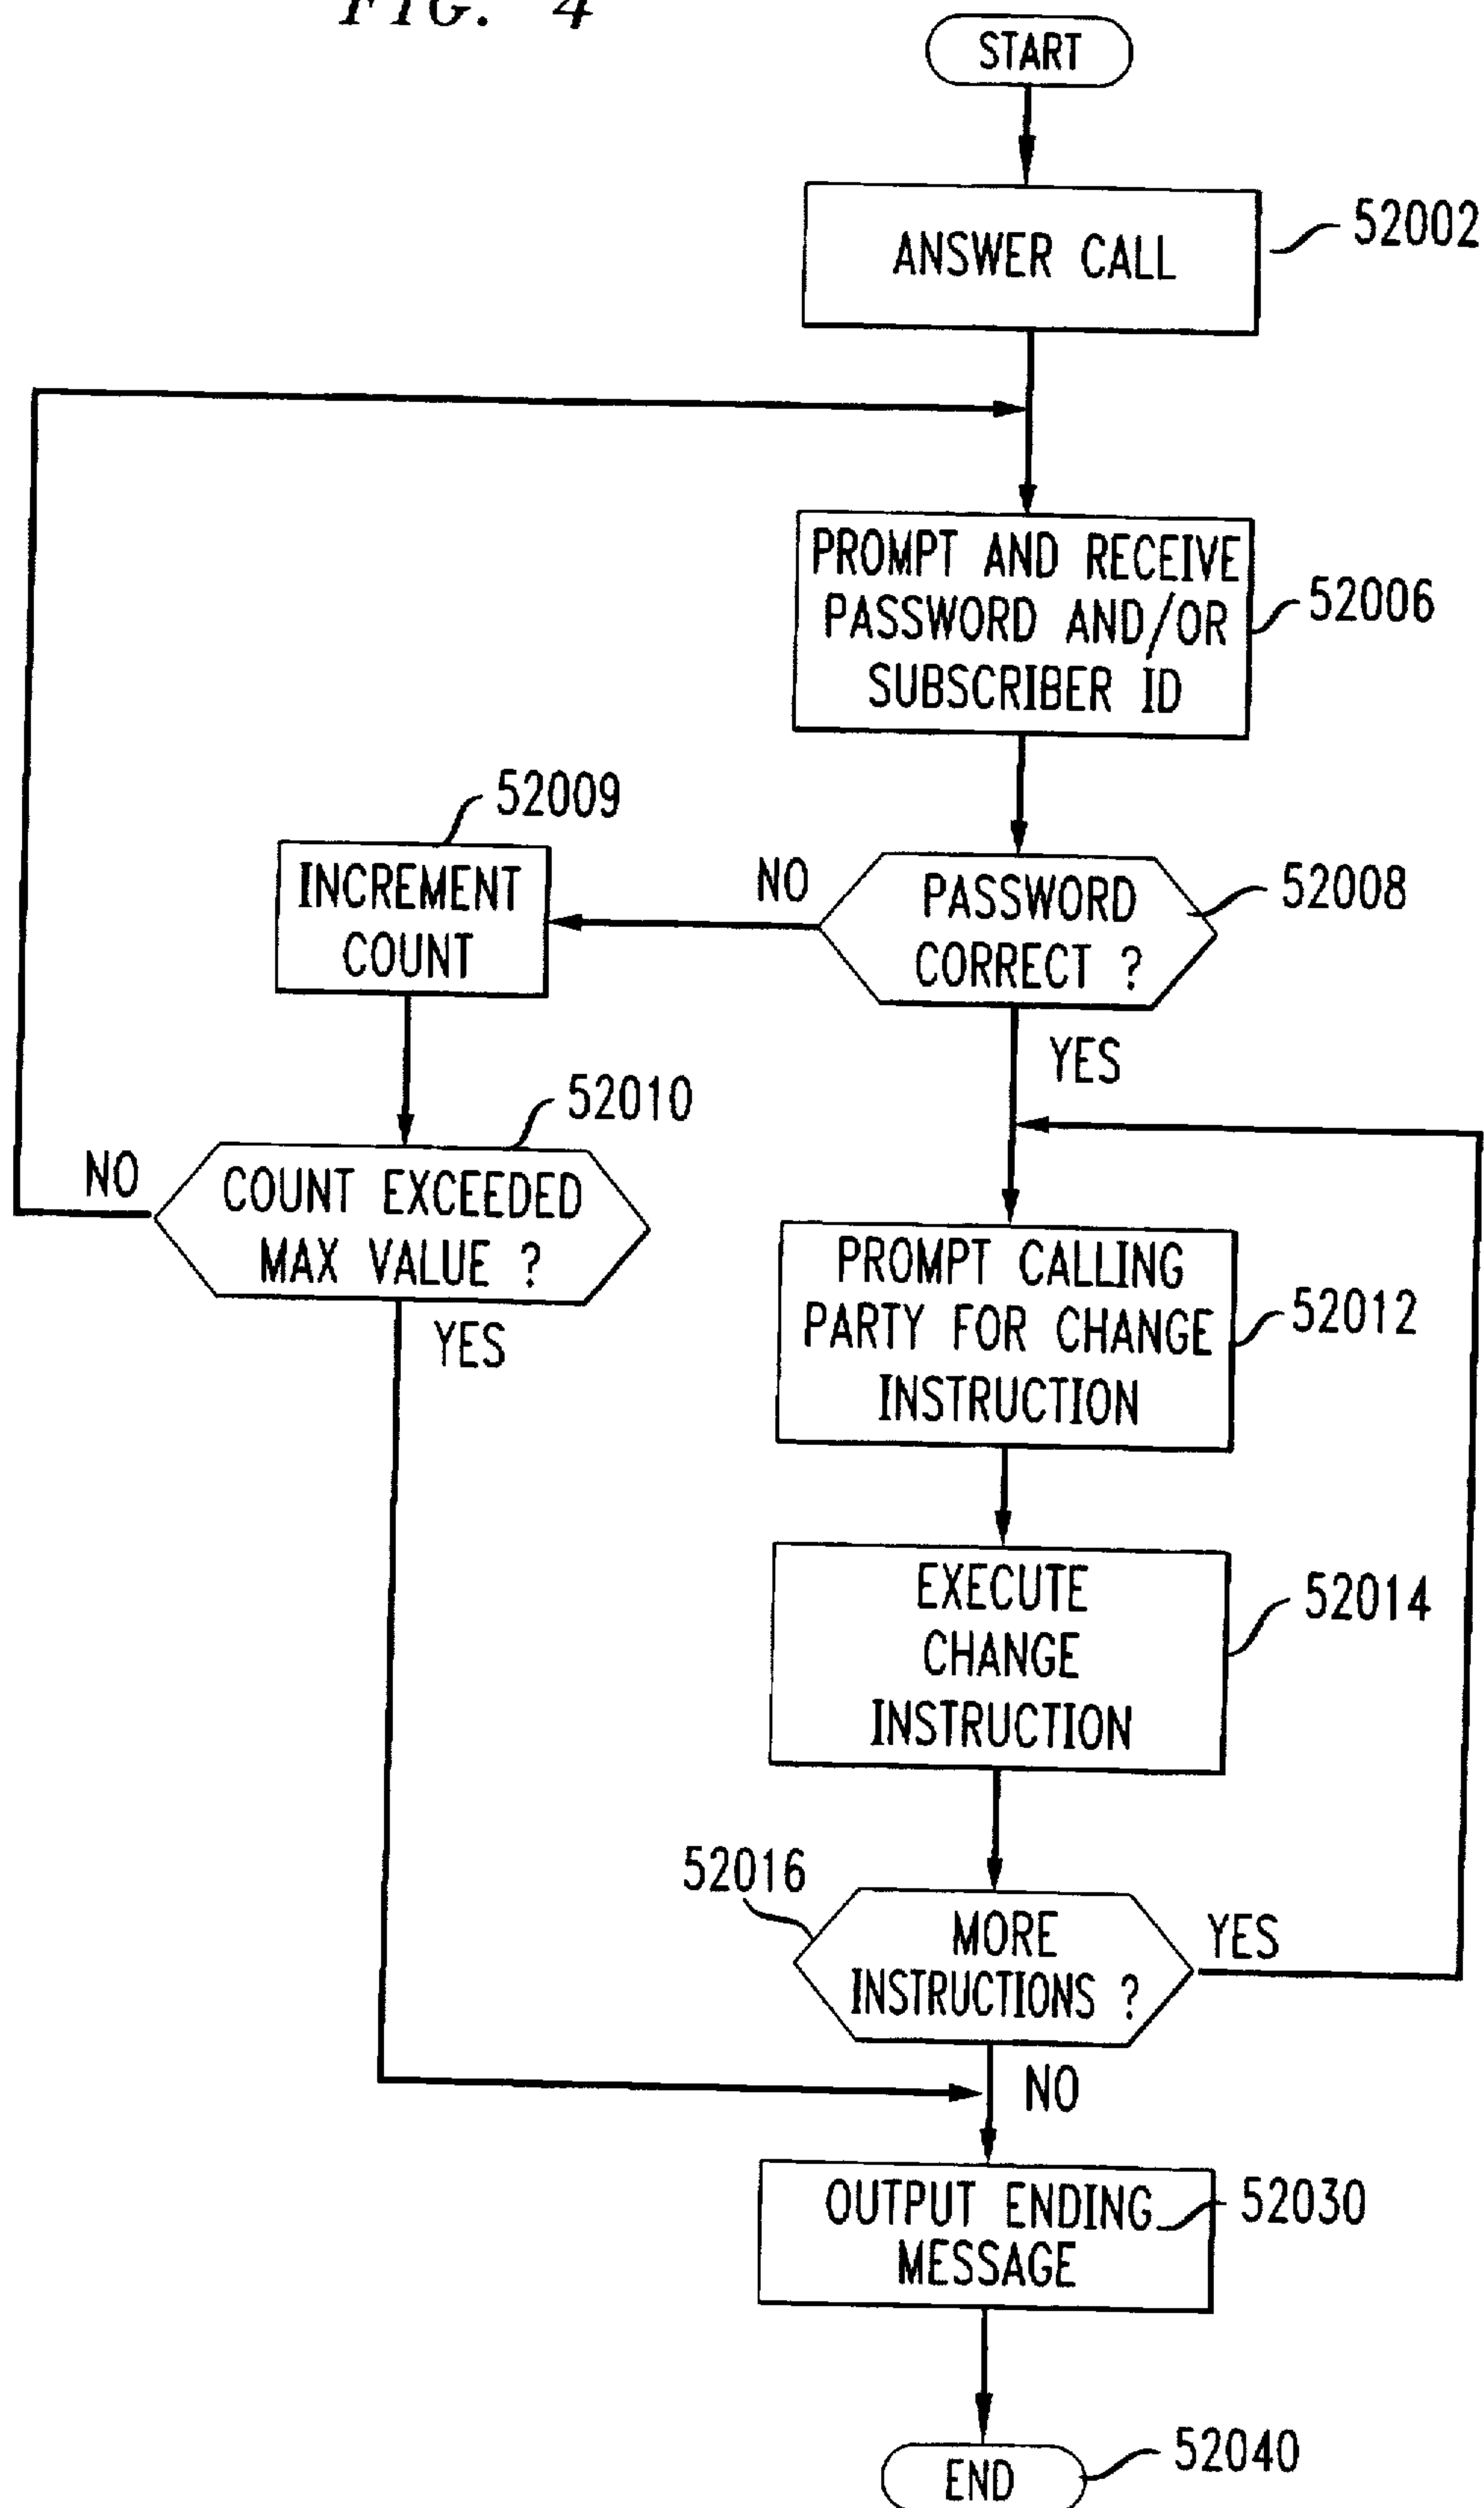 FIG. 4
START
ANSWER CALL
52002
PROMPT AND RECEIVE
PASSWORD AND/OR
SUBSCRIBER ID
52006
52009
INCREMENT
COUNT
NO
PASSWORD
CORRECT ?
52008
YES
52010
NO
COUNT EXCEEDED
MAX VALUE ?
YES
PROMPT CALLING
PARTY FOR CHANGE
INSTRUCTION
52012
EXECUTE
CHANGE
INSTRUCTION
52014
52016
MORE
INSTRUCTIONS ?
YES
NO
OUTPUT ENDING
MESSAGE
52030
END
52040